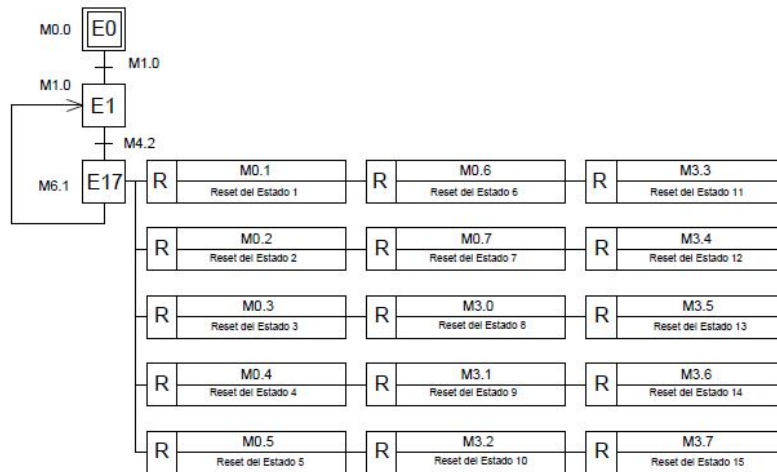 M0.0 E0
M1.0
M1.0
E1
M4.2
M6.1 E17
R M0.1 R M0.6 R M3.3
Reset del Estado 1 Reset del Estado 6 Reset del Estado 11
R M0.2 R M0.7 R M3.4
Reset del Estado 2 Reset del Estado 7 Reset del Estado 12
R M0.3 R M3.0 R M3.5
Reset del Estado 3 Reset del Estado 8 Reset del Estado 13
R M0.4 R M3.1 R M3.6
Reset del Estado 4 Reset del Estado 9 Reset del Estado 14
R M0.5 R M3.2 R M3.7
Reset del Estado 5 Reset del Estado 10 Reset del Estado 15